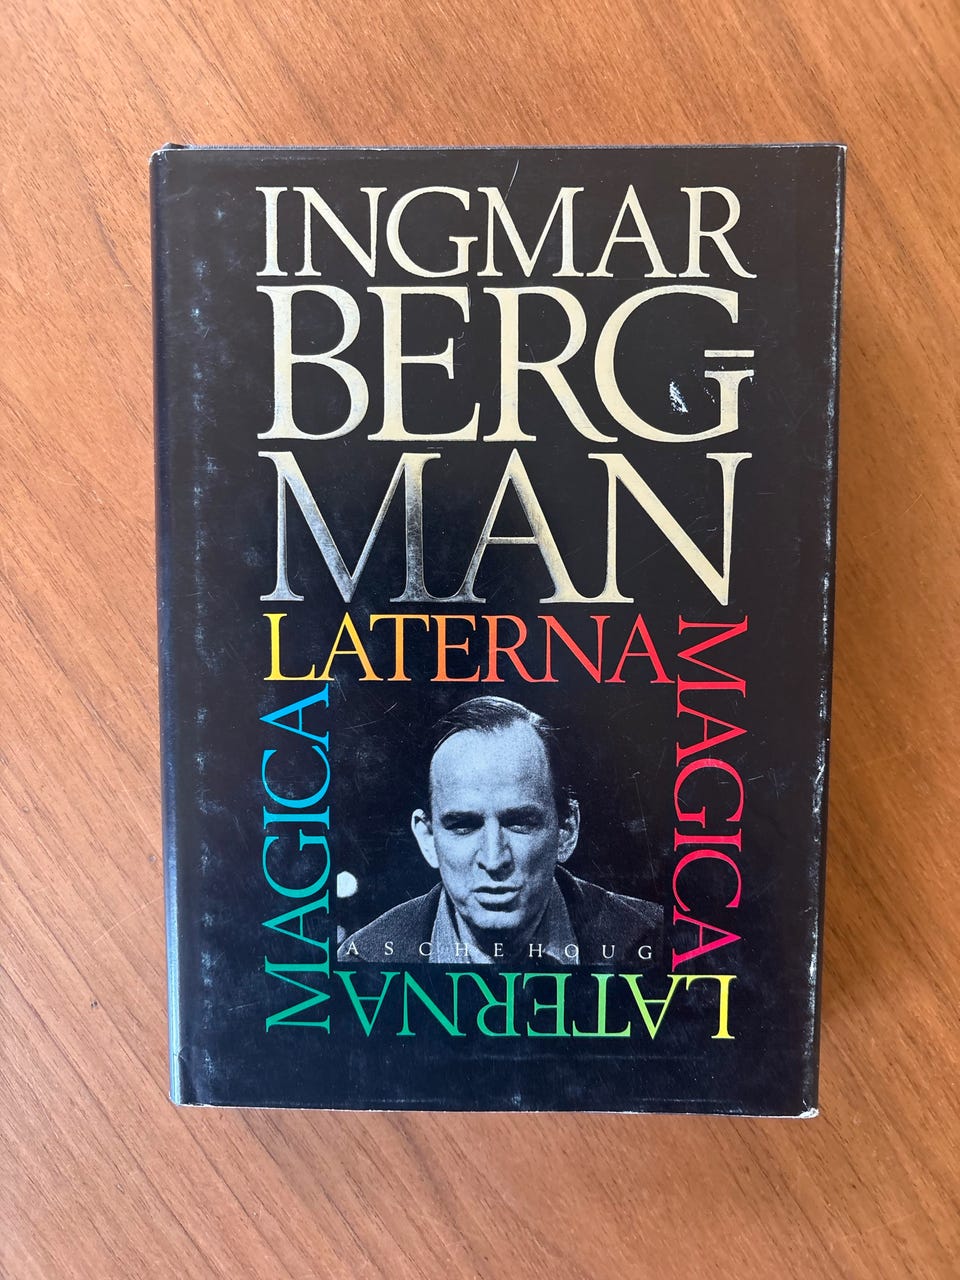 INGMAR
BERG
MAN
LATERNA
MAGICA
LATERNA
MAGICA
ASCHEHOUG